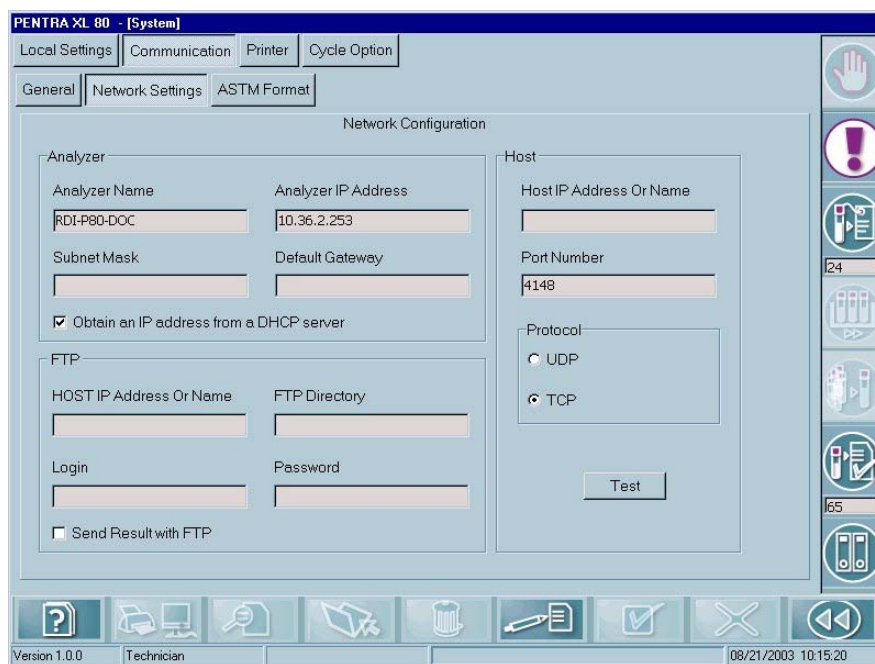 PENTRA XL 80 - [System]
Local Settings Communication Printer Cycle Option
General Network Settings ASTM Format
Network Configuration
Analyzer
Analyzer Name Analyzer IP Address
RDI-P80-DOC 10.36.2.253
Subnet Mask Default Gateway
Obtain an IP address from a DHCP server
FTP
HOST IP Address Or Name FTP Directory
Login Password
Send Result with FTP
Host
Host IP Address Or Name
Port Number
4148
Protocol
UDP
TCP
Test
24
65
Version 1.0.0 Technician 08/21/2003 10:15:20